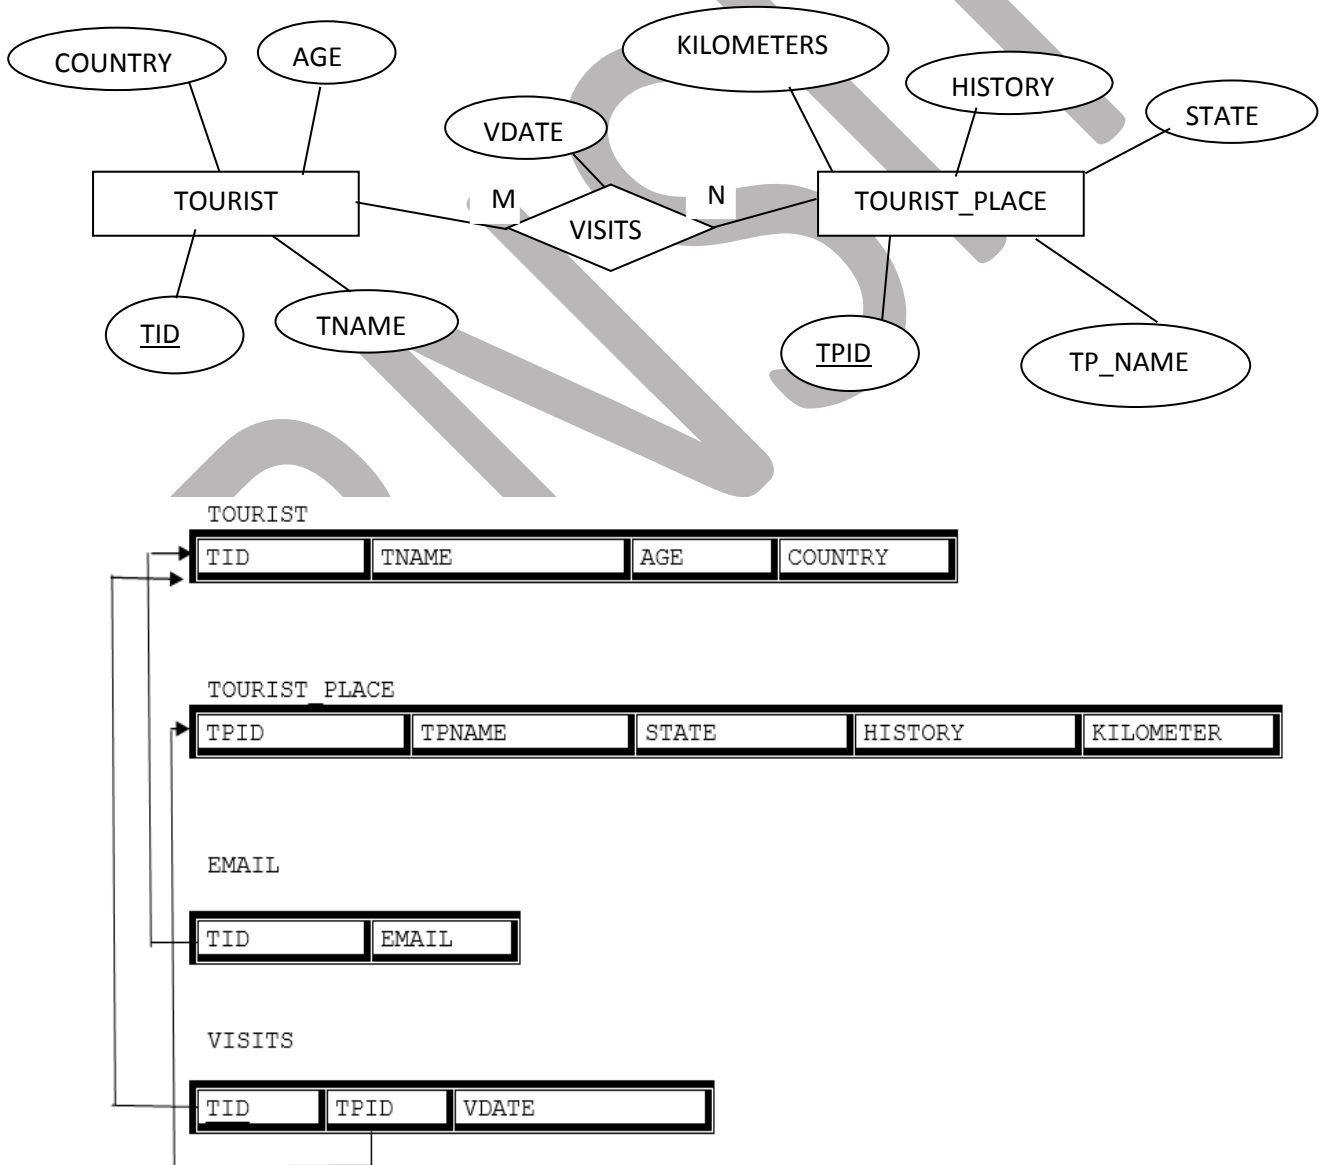 COUNTRY
AGE
KILOMETERS
HISTORY
STATE
VDATE
TOURIST
M
VISITS
N
TOURIST_PLACE
TID
TNAME
TPID
TP_NAME
TOURIST
TID TNAME AGE COUNTRY
TOURIST_PLACE
TPID TPNAME STATE HISTORY KILOMETER
EMAIL
TID EMAIL
VISITS
TID TPID VDATE